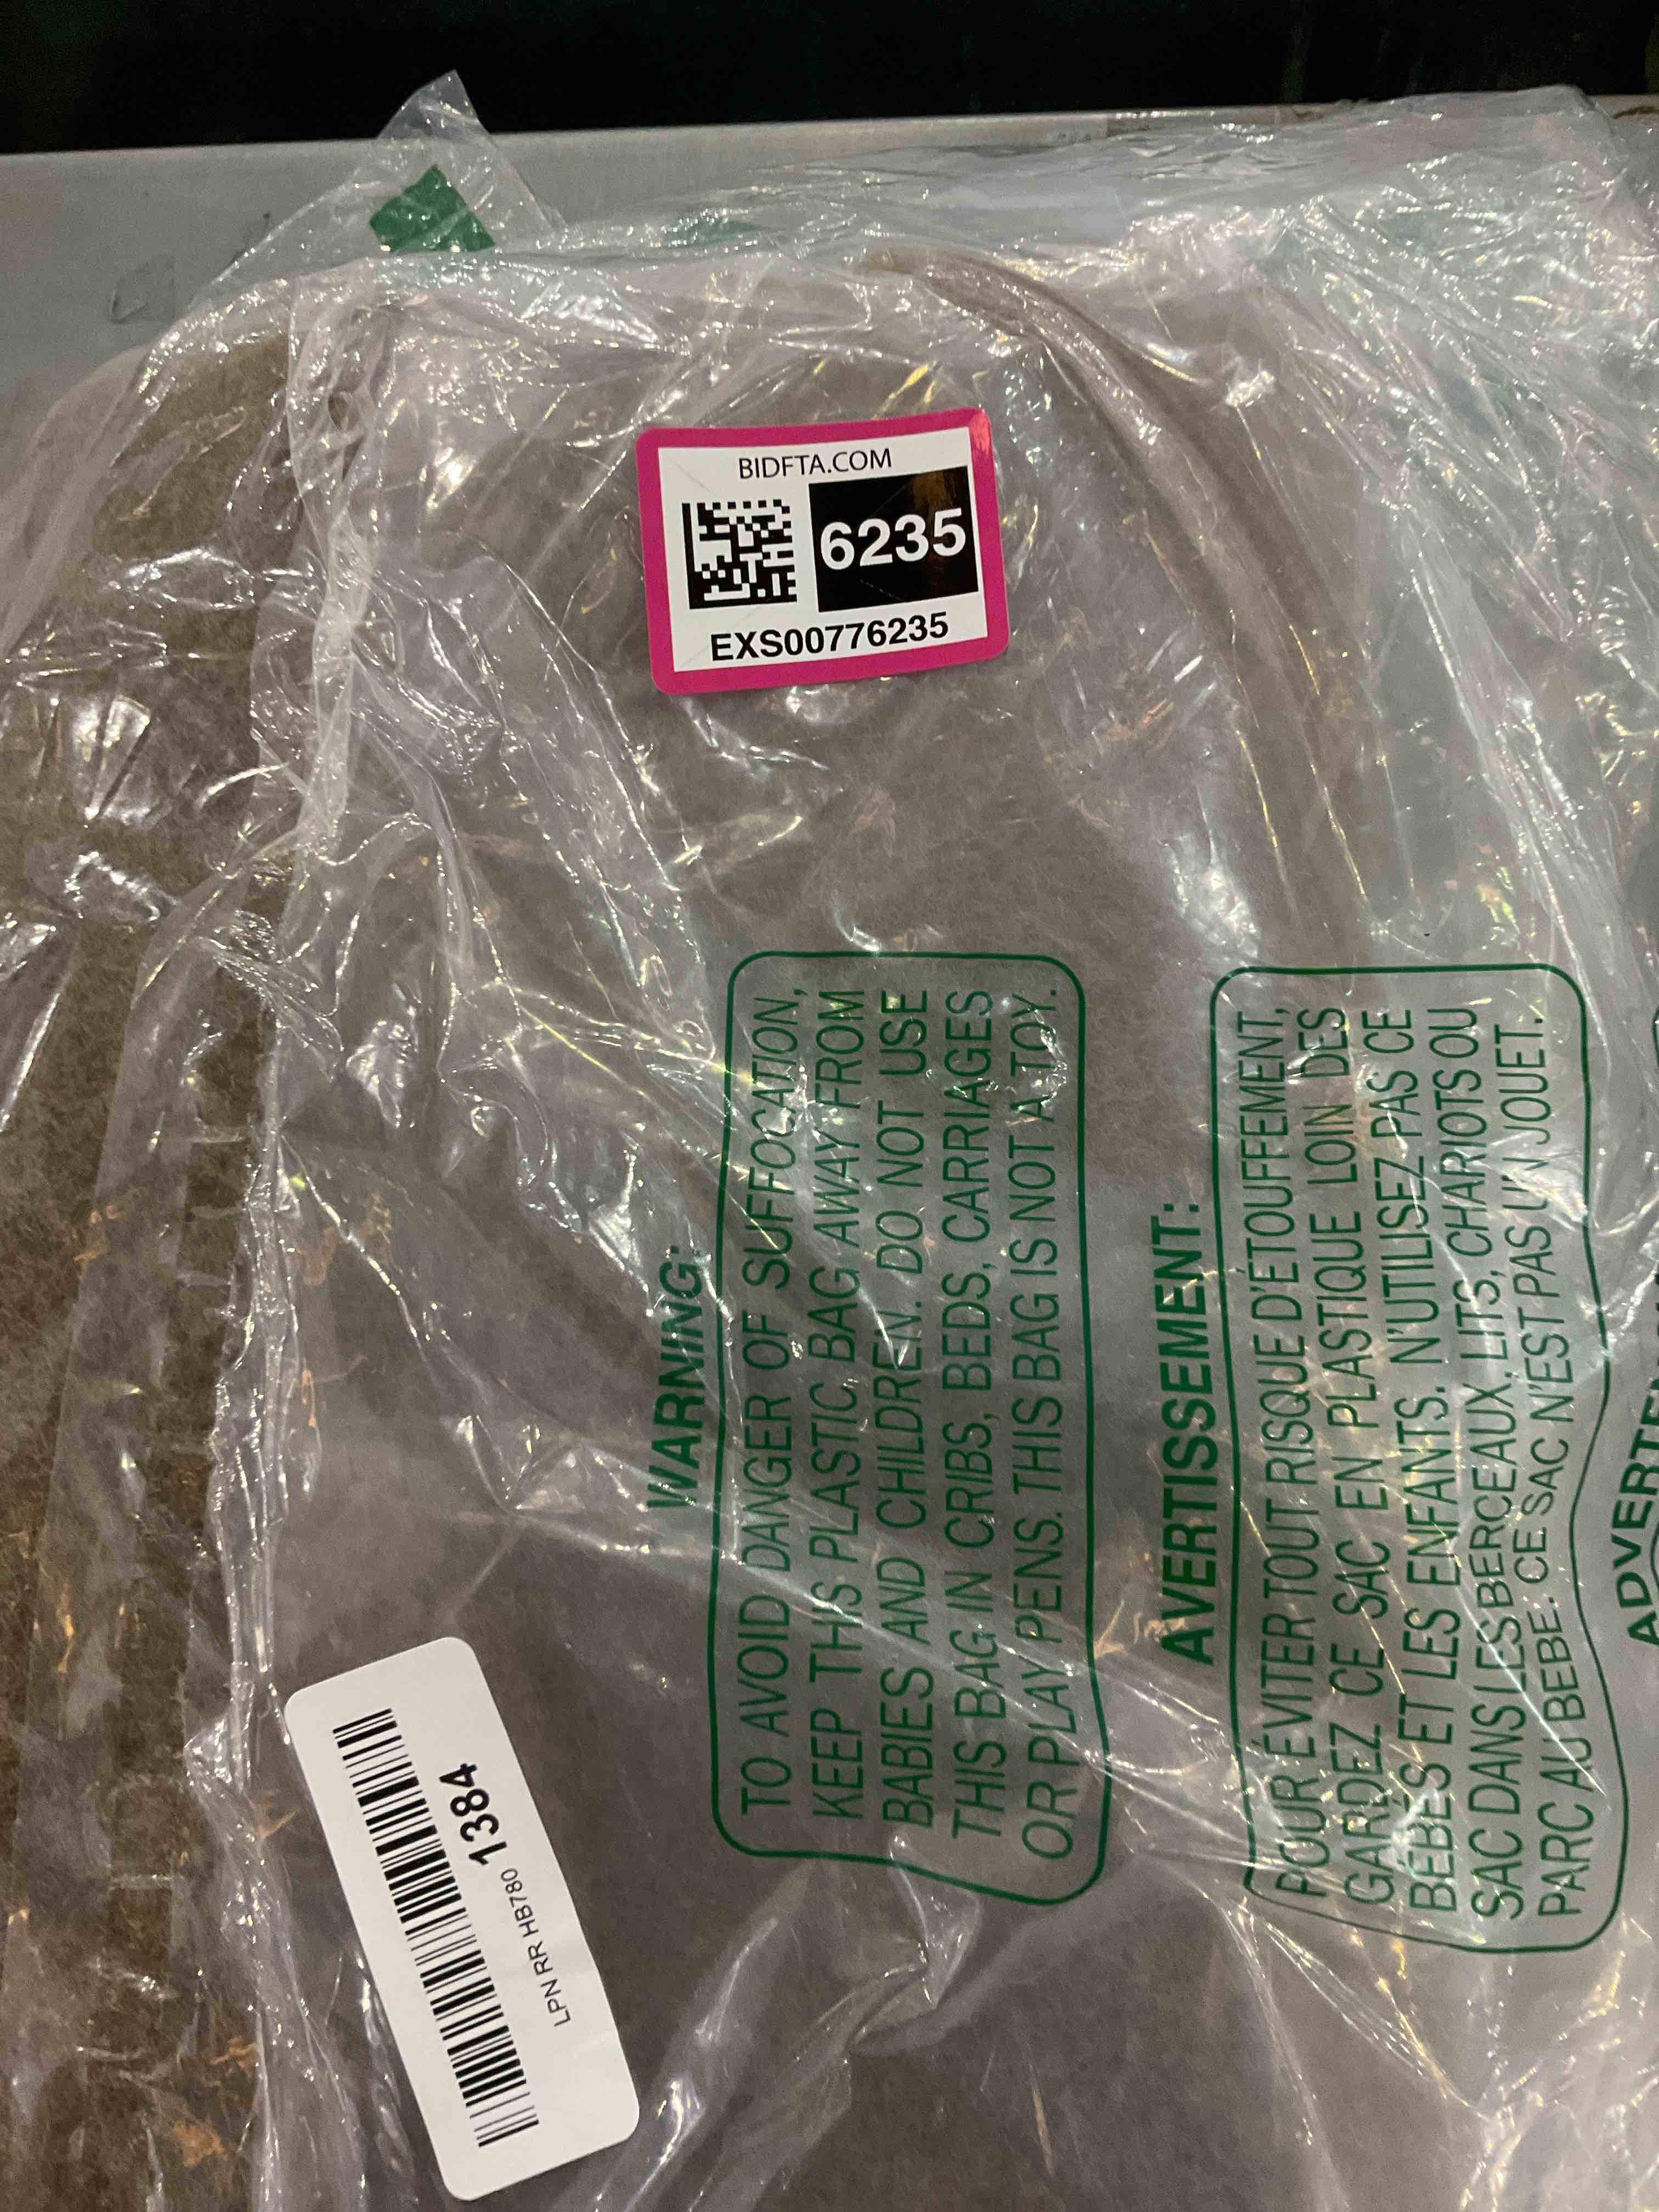 BIDFTA.COM
6235
EXS00776235
WARNING:
TO AVOID DANGER OF SUFFOCATION,
KEEP THIS PLASTIC BAG AWAY FROM
BABIES AND CHILDREN. DO NOT USE
THIS BAG IN CRIBS, BEDS, CARRIAGES
OR PLAY PENS. THIS BAG IS NOT A TOY.
AVERTISSEMENT:
POUR ÉVITER TOUT RISQUE D'ÉTOUFFEMENT,
GARDEZ CE SAC EN PLASTIQUE LOIN DES
BÉBÉS ET LES ENFANTS. N'UTILISEZ PAS CE
SAC DANS LES BERCEAUX, LITS, CHARIOTS OU
PARC AU BEBE. CE SAC N'EST PAS UN JOUET.
LPN RR HB780 1384